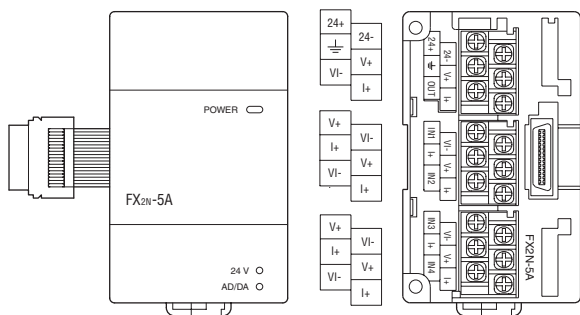 POWER
FX2N-5A
24 V
AD/DA
24+
24-
V+
VI-
I+
V+
VI-
I+
V+
VI-
I+
V+
VI-
I+
V+
VI-
I+
24+
24-
V+
OUT
I+
IN1
VI-
I+
V+
IN2
I+
IN3
VI-
I+
V+
IN4
I+
FX2N-5A